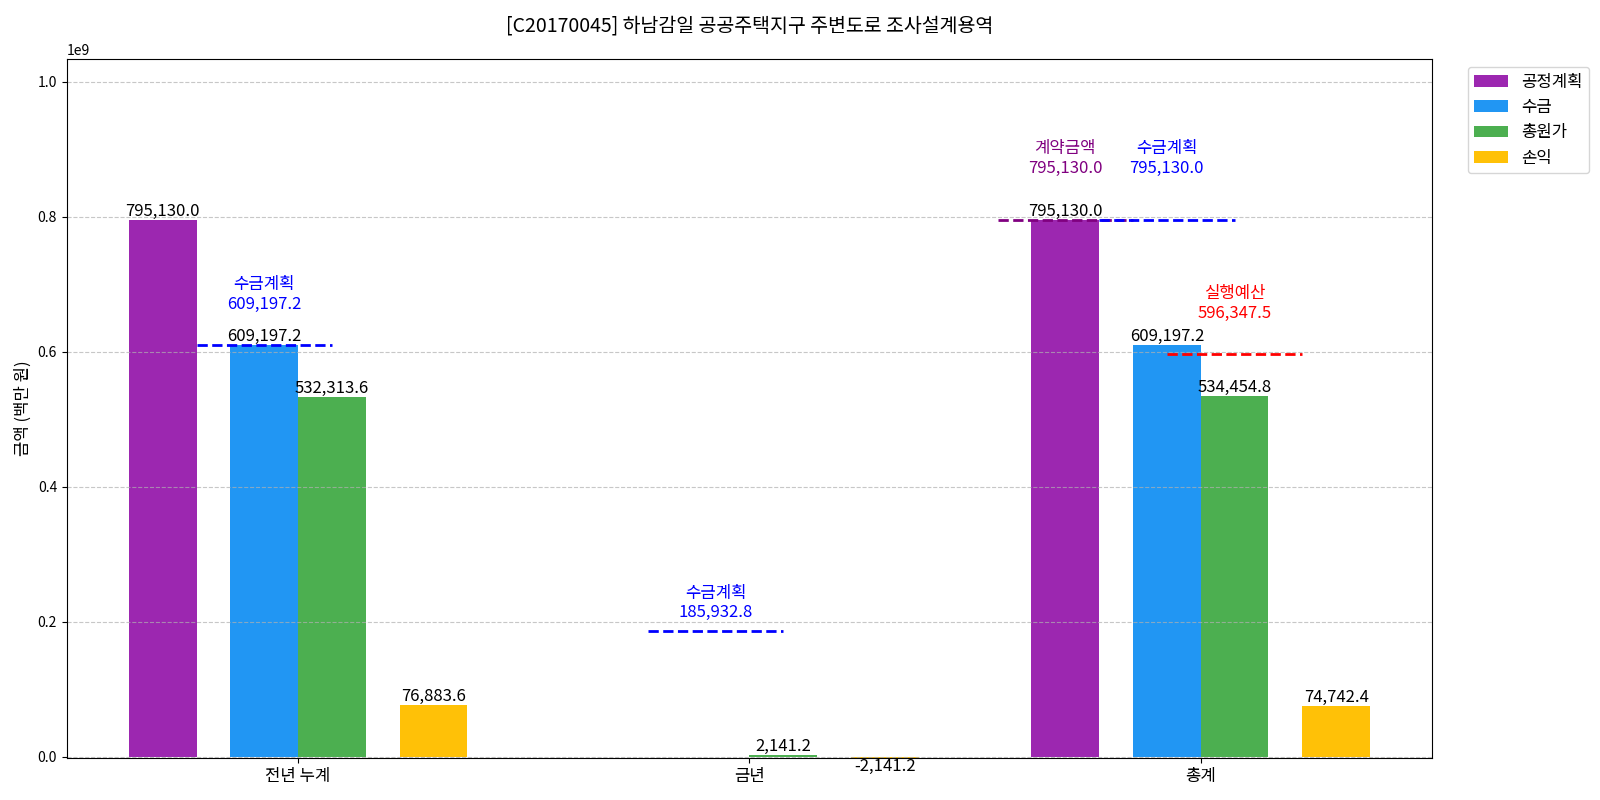 [C20170045] 하남감일 공공주택지구 주변도로 조사설계용역
1e9
1.0
0.8
0.6
0.4
0.2
0.0
금액 (백만 원)
795,130.0
수금계획
609,197.2
609,197.2
532,313.6
76,883.6
수금계획
185,932.8
2,141.2
-2,141.2
계약금액
795,130.0
수금계획
795,130.0
795,130.0
실행예산
596,347.5
609,197.2
534,454.8
74,742.4
전년 누계
금년
총계
공정계획
수금
총원가
손익